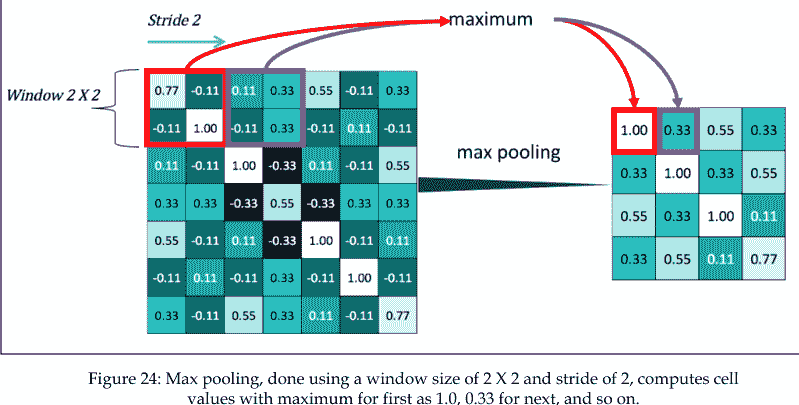 Stride 2
maximum
Window 2 X 2
0.77 -0.11 0.11 0.33 0.55 -0.11 0.33
-0.11 1.00 -0.11 0.33 -0.11 0.11 -0.11
0.11 -0.11 1.00 -0.33 0.11 -0.11 0.55
0.33 0.33 -0.33 0.55 -0.33 0.33 0.33
0.55 -0.11 0.11 -0.33 1.00 -0.11 0.11
-0.11 0.11 -0.11 0.33 -0.11 1.00 -0.11
0.33 -0.11 0.55 0.33 0.11 -0.11 0.77
max pooling
1.00 0.33 0.55 0.33
0.33 1.00 0.33 0.55
0.55 0.33 1.00 0.11
0.33 0.55 0.11 0.77
Figure 24: Max pooling, done using a window size of 2 X 2 and stride of 2, computes cell
values with maximum for first as 1.0, 0.33 for next, and so on.